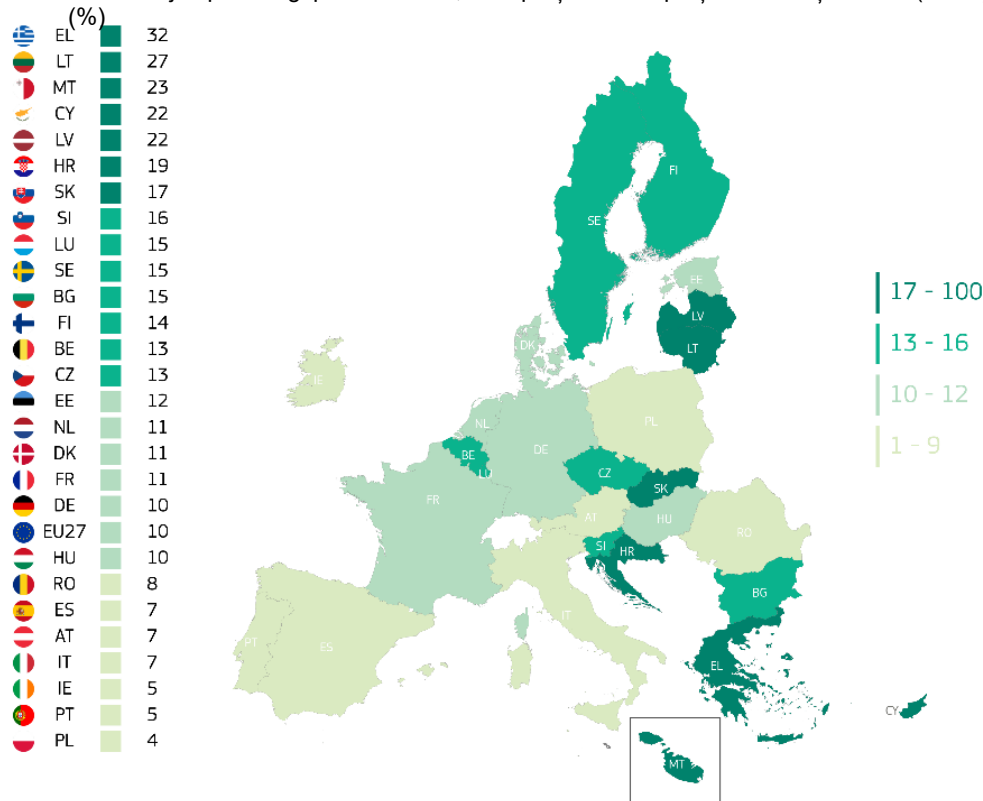 (%)
EL 32
LT 27
MT 23
CY 22
LV 22
HR 19
SK 17
SI 16
LU 15
SE 15
BG 15
FI 14
BE 13
CZ 13
EE 12
NL 11
DK 11
FR 11
DE 10
EU27 10
HU 10
RO 8
ES 7
AT 7
IT 7
IE 5
PT 5
PL 4
FI
SE
EE
LV
LT
DK
IE
NL
PL
BE
DE
LU
CZ
SK
FR
AT
HU
SI
HR
RO
BG
IT
PT
ES
EL
CY
MT
17 - 100
13 - 16
10 - 12
1 - 9